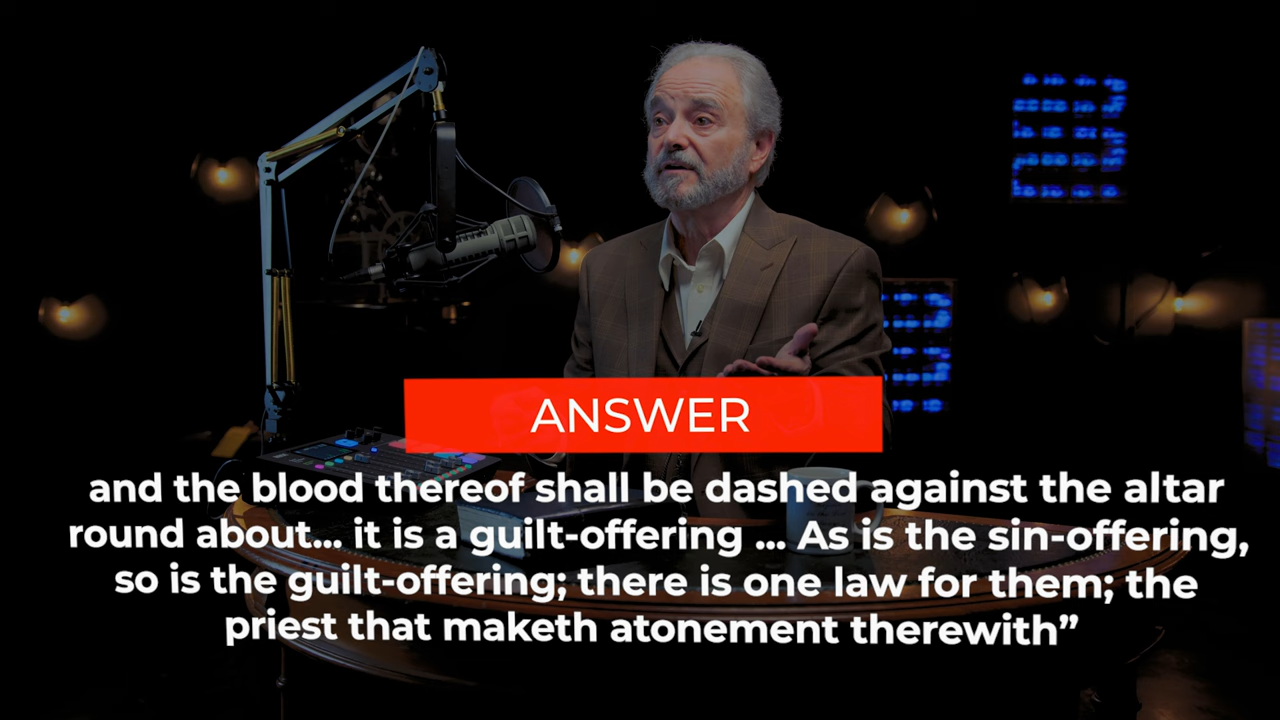 ANSWER
and the blood thereof shall be dashed against the altar
round about... it is a guilt-offering ... As is the sin-offering,
so is the guilt-offering; there is one law for them; the
priest that maketh atonement therewith”